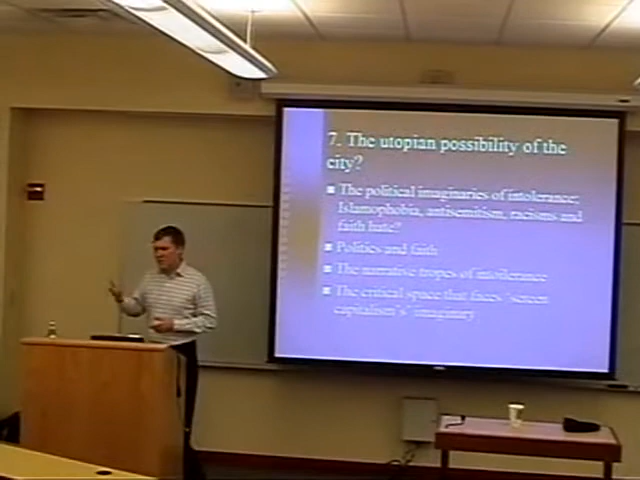 7. The utopian possibility of the
city?
The political imaginaries of intolerance;
Islamophobia, antisemitism, racisms and
faith hate?
Politics and faith
The narrative tropes of intolerance
The critical space that faces 'screen
capitalism's' imaginary